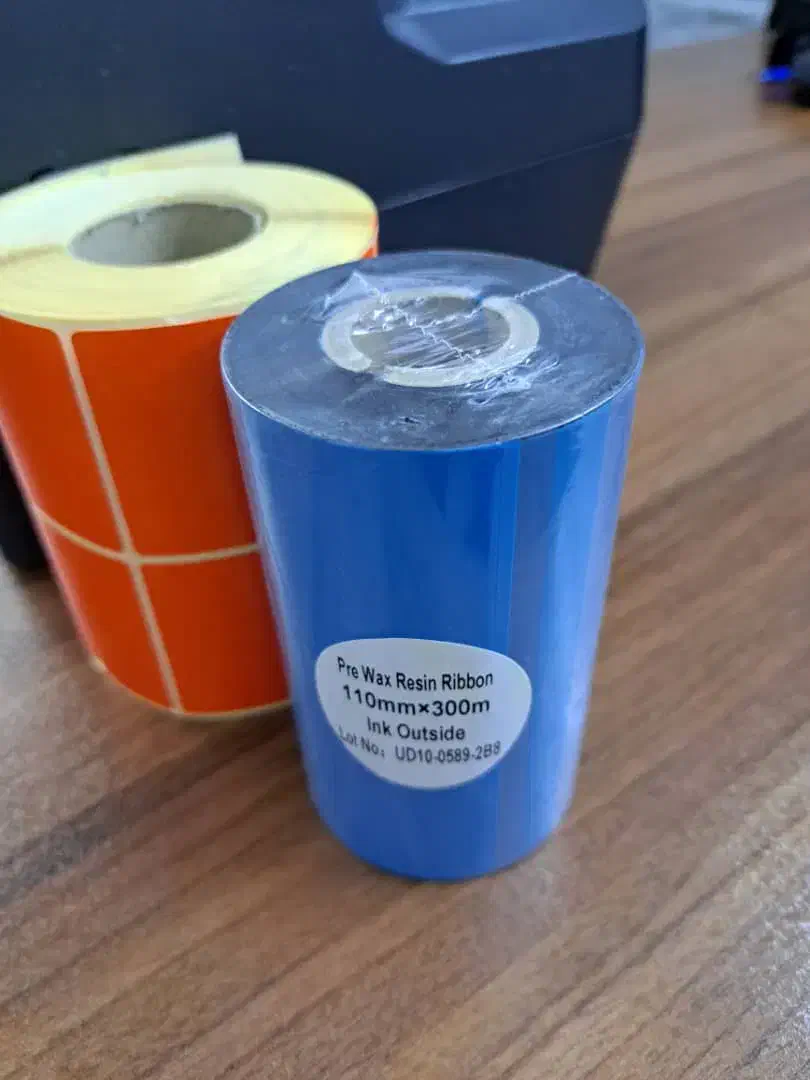 Pre Wax Resin Ribbon
110mm×300m
Ink Outside
Lot No: UD10-0589-2B8